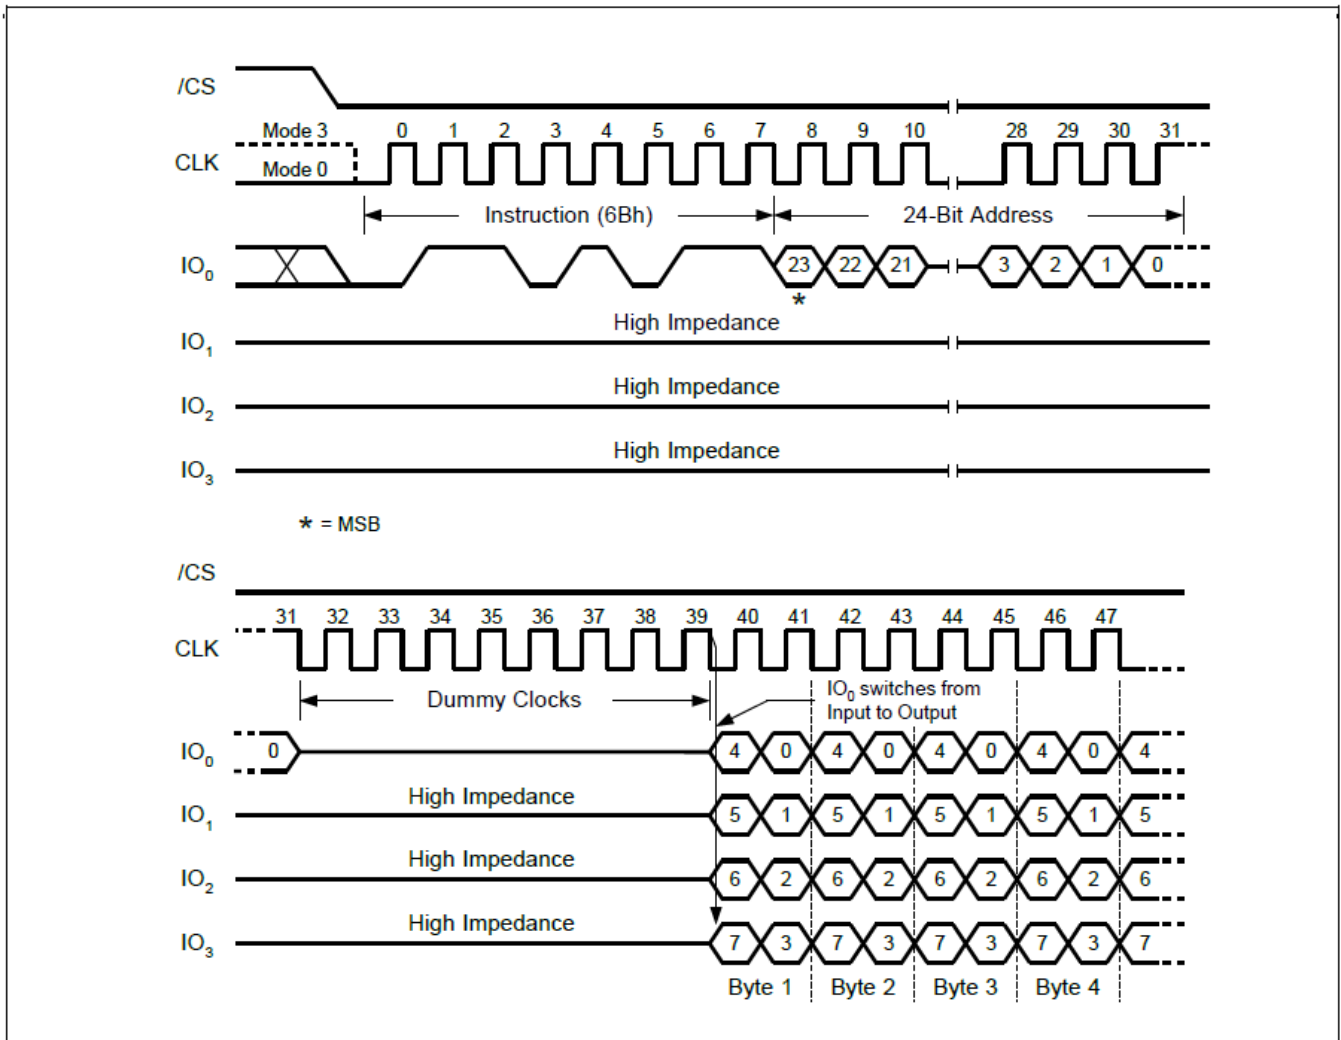 /CS
Mode 3 0 1 2 3 4 5 6 7 8 9 10 28 29 30 31
CLK
Mode 0
Instruction (6Bh) 24-Bit Address
IO0 23 22 21 3 2 1 0
*
High Impedance
IO1
High Impedance
IO2
High Impedance
IO3
* = MSB
/CS
31 32 33 34 35 36 37 38 39 40 41 42 43 44 45 46 47
CLK
Dummy Clocks
IO0 switches from
Input to Output
IO0 0 4 0 4 0 4 0 4 0 4
High Impedance
IO1 5 1 5 1 5 1 5 1 5
High Impedance
IO2 6 2 6 2 6 2 6 2 6
High Impedance
IO3 7 3 7 3 7 3 7 3 7
Byte 1 Byte 2 Byte 3 Byte 4